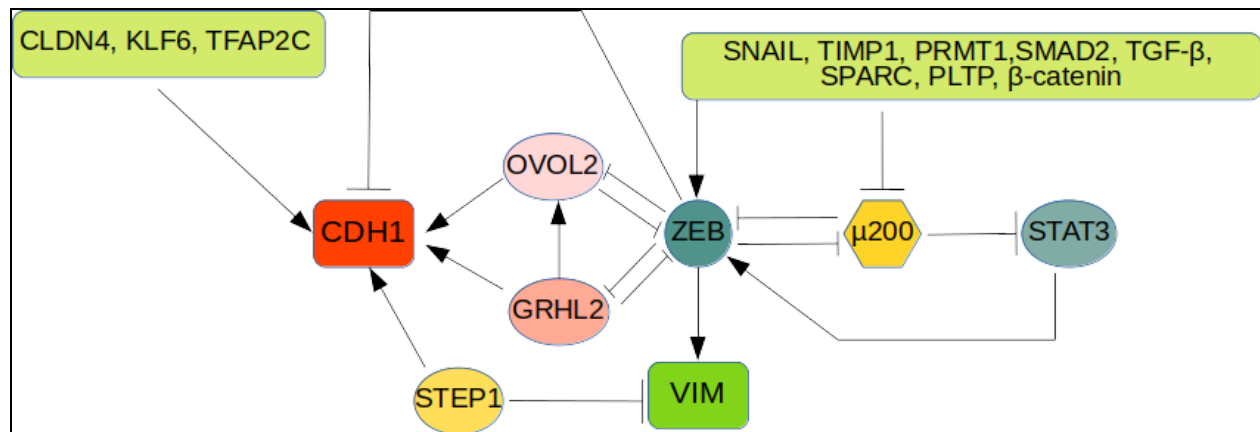 CLDN4, KLF6, TFAP2C
SNAIL, TIMP1, PRMT1,SMAD2, TGF-β,
SPARC, PLTP, β-catenin
OVOL2
CDH1
ZEB
μ200
STAT3
GRHL2
STEP1
VIM